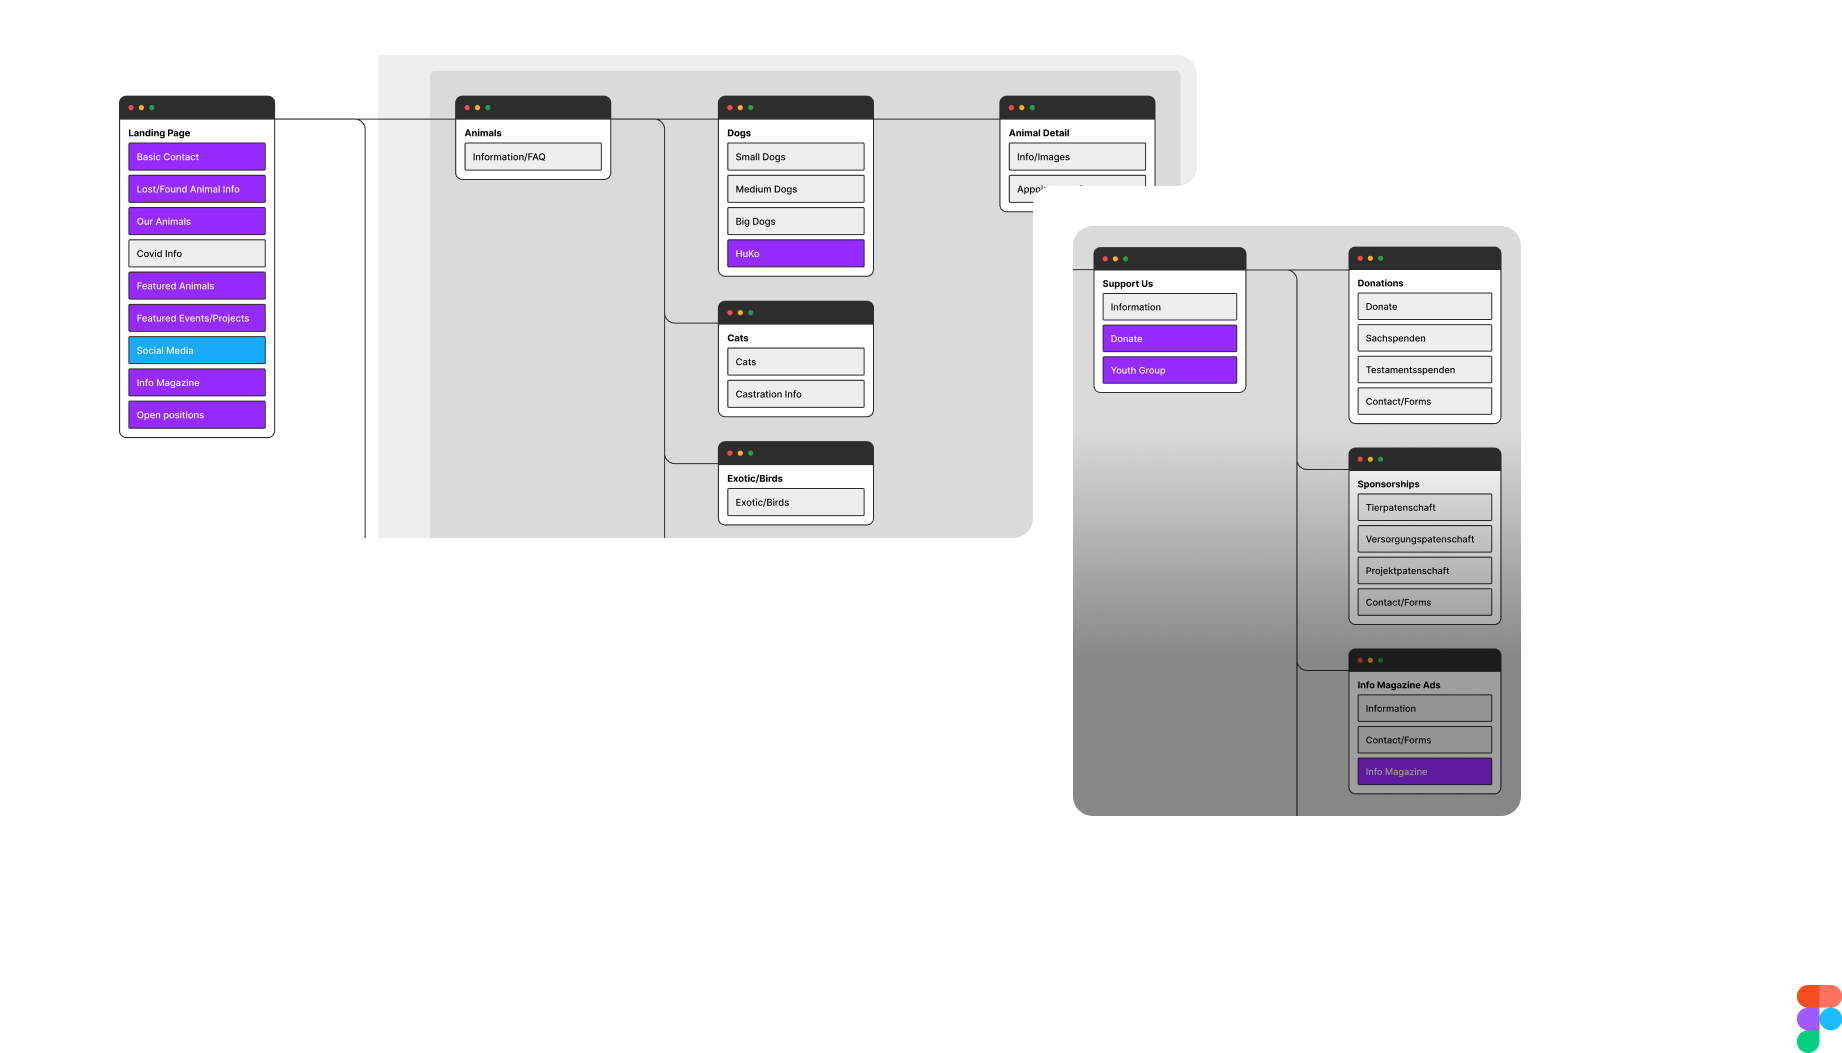 Landing Page
Basic Contact
Lost/Found Animal Info
Our Animals
Covid Info
Featured Animals
Featured Events/Projects
Social Media
Info Magazine
Open positions
Animals
Information/FAQ
Dogs
Small Dogs
Medium Dogs
Big Dogs
HuKo
Cats
Cats
Castration Info
Exotic/Birds
Exotic/Birds
Animal Detail
Info/Images
Support Us
Information
Donate
Youth Group
Donations
Donate
Sachspenden
Testamentsspenden
Contact/Forms
Sponsorships
Tierpatenschaft
Versorgungspatenschaft
Projektpatenschaft
Contact/Forms
Info Magazine Ads
Information
Contact/Forms
Info Magazine